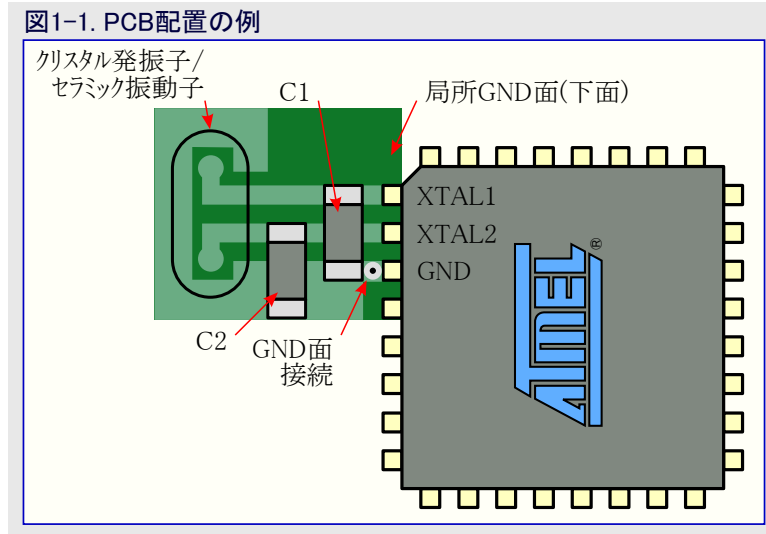 図1-1. PCB配置の例
クリスタル発振子/
セラミック振動子
C1
局所GND面(下面)
XTAL1
XTAL2
GND
C2
GND面
接続
ATMEL®